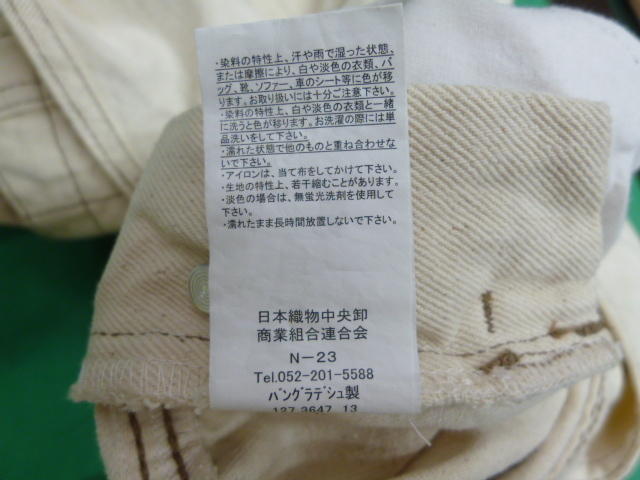 ・染料の特性上、汗や雨で湿った状態、
または摩擦により、白や淡色の衣類、バ
ッグ、靴、ソファー、車のシート等に色が移
ります。お取り扱いには十分ご注意下さい。
・染料の特性上、白や淡色の衣類と一緒
に洗うと色が移ります。お洗濯の際には単
品洗いをして下さい。
・濡れた状態で他のものと重ね合わせな
いで下さい。
・アイロンは、当て布をしてかけて下さい。
・生地の特性上、若干縮むことがあります。
・淡色の場合は、無蛍光洗剤を使用して
下さい。
・濡れたまま長時間放置しないで下さい。
日本織物中央卸
商業組合連合会
N－23
Tel.052-201-5588
バングラデシュ製
127 3647 13